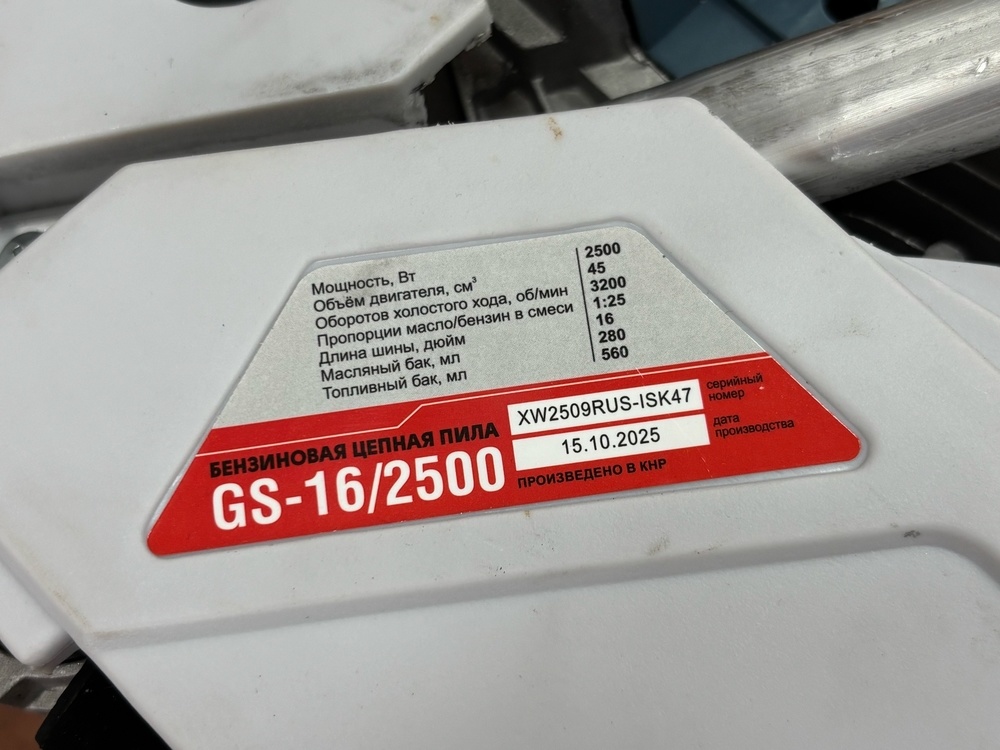 Мощность, Вт 2500
Объём двигателя, см³ 45
Оборотов холостого хода, об/мин 3200
Пропорции масло/бензин в смеси 1:25
Длина шины, дюйм 16
Масляный бак, мл 280
Топливный бак, мл 560
БЕНЗИНОВАЯ ЦЕПНАЯ ПИЛА
GS-16/2500
XW2509RUS-ISK47 серийный
номер
15.10.2025 дата
производства
ПРОИЗВЕДЕНО В КНР